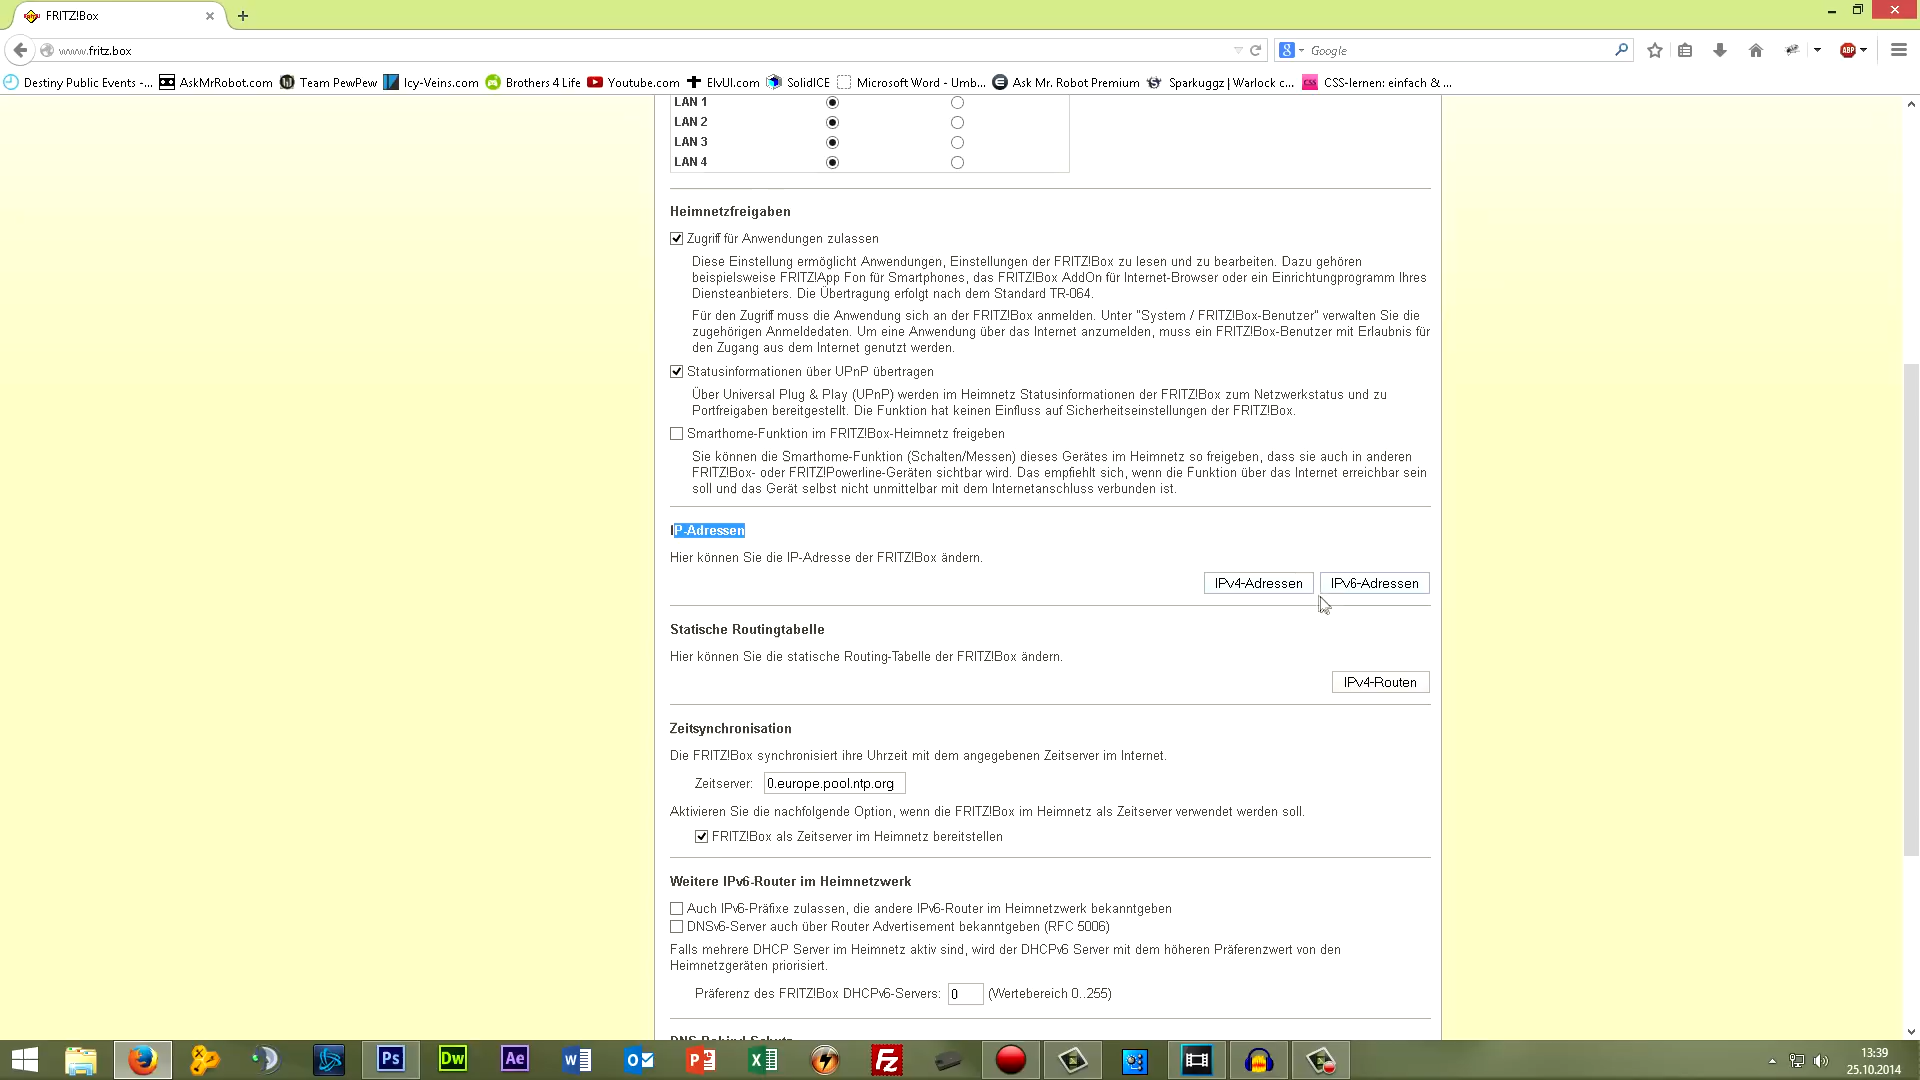 FRITZ!Box
www.fritz.box
Google
ABP
Destiny Public Events -...
AskMrRobot.com
Team PewPew
Icy-Veins.com
Brothers 4 Life
Youtube.com
ElvUI.com
SolidICE
Microsoft Word - Umb...
Ask Mr. Robot Premium
Sparkuggz | Warlock c...
CSS-lernen: einfach & ...
LAN 1
LAN 2
LAN 3
LAN 4
Heimnetzfreigaben
Zugriff für Anwendungen zulassen
Diese Einstellung ermöglicht Anwendungen, Einstellungen der FRITZ!Box zu lesen und zu bearbeiten. Dazu gehören
beispielsweise FRITZ!App Fon für Smartphones, das FRITZ!Box AddOn für Internet-Browser oder ein Einrichtungprogramm Ihres
Diensteanbieters. Die Übertragung erfolgt nach dem Standard TR-064.
Für den Zugriff muss die Anwendung sich an der FRITZ!Box anmelden. Unter "System / FRITZ!Box-Benutzer" verwalten Sie die
zugehörigen Anmeldedaten. Um eine Anwendung über das Internet anzumelden, muss ein FRITZ!Box-Benutzer mit Erlaubnis für
den Zugang aus dem Internet genutzt werden.
Statusinformationen über UPnP übertragen
Über Universal Plug & Play (UPnP) werden im Heimnetz Statusinformationen der FRITZ!Box zum Netzwerkstatus und zu
Portfreigaben bereitgestellt. Die Funktion hat keinen Einfluss auf Sicherheitseinstellungen der FRITZ!Box.
Smarthome-Funktion im FRITZ!Box-Heimnetz freigeben
Sie können die Smarthome-Funktion (Schalten/Messen) dieses Gerätes im Heimnetz so freigeben, dass sie auch in anderen
FRITZ!Box- oder FRITZ!Powerline-Geräten sichtbar wird. Das empfiehlt sich, wenn die Funktion über das Internet erreichbar sein
soll und das Gerät selbst nicht unmittelbar mit dem Internetanschluss verbunden ist.
IP-Adressen
Hier können Sie die IP-Adresse der FRITZ!Box ändern.
IPv4-Adressen
IPv6-Adressen
Statische Routingtabelle
Hier können Sie die statische Routing-Tabelle der FRITZ!Box ändern.
IPv4-Routen
Zeitsynchronisation
Die FRITZ!Box synchronisiert ihre Uhrzeit mit dem angegebenen Zeitserver im Internet.
Zeitserver: 0.europe.pool.ntp.org
Aktivieren Sie die nachfolgende Option, wenn die FRITZ!Box im Heimnetz als Zeitserver verwendet werden soll.
FRITZ!Box als Zeitserver im Heimnetz bereitstellen
Weitere IPv6-Router im Heimnetzwerk
Auch IPv6-Präfixe zulassen, die andere IPv6-Router im Heimnetzwerk bekanntgeben
DNSv6-Server auch über Router Advertisement bekanntgeben (RFC 5006)
Falls mehrere DHCP Server im Heimnetz aktiv sind, wird der DHCPv6 Server mit dem höheren Präferenzwert von den
Heimnetzgeräten priorisiert.
Präferenz des FRITZ!Box DHCPv6-Servers: 0 (Wertebereich 0..255)
Ps
Dw
Ae
13:39
25.10.2014